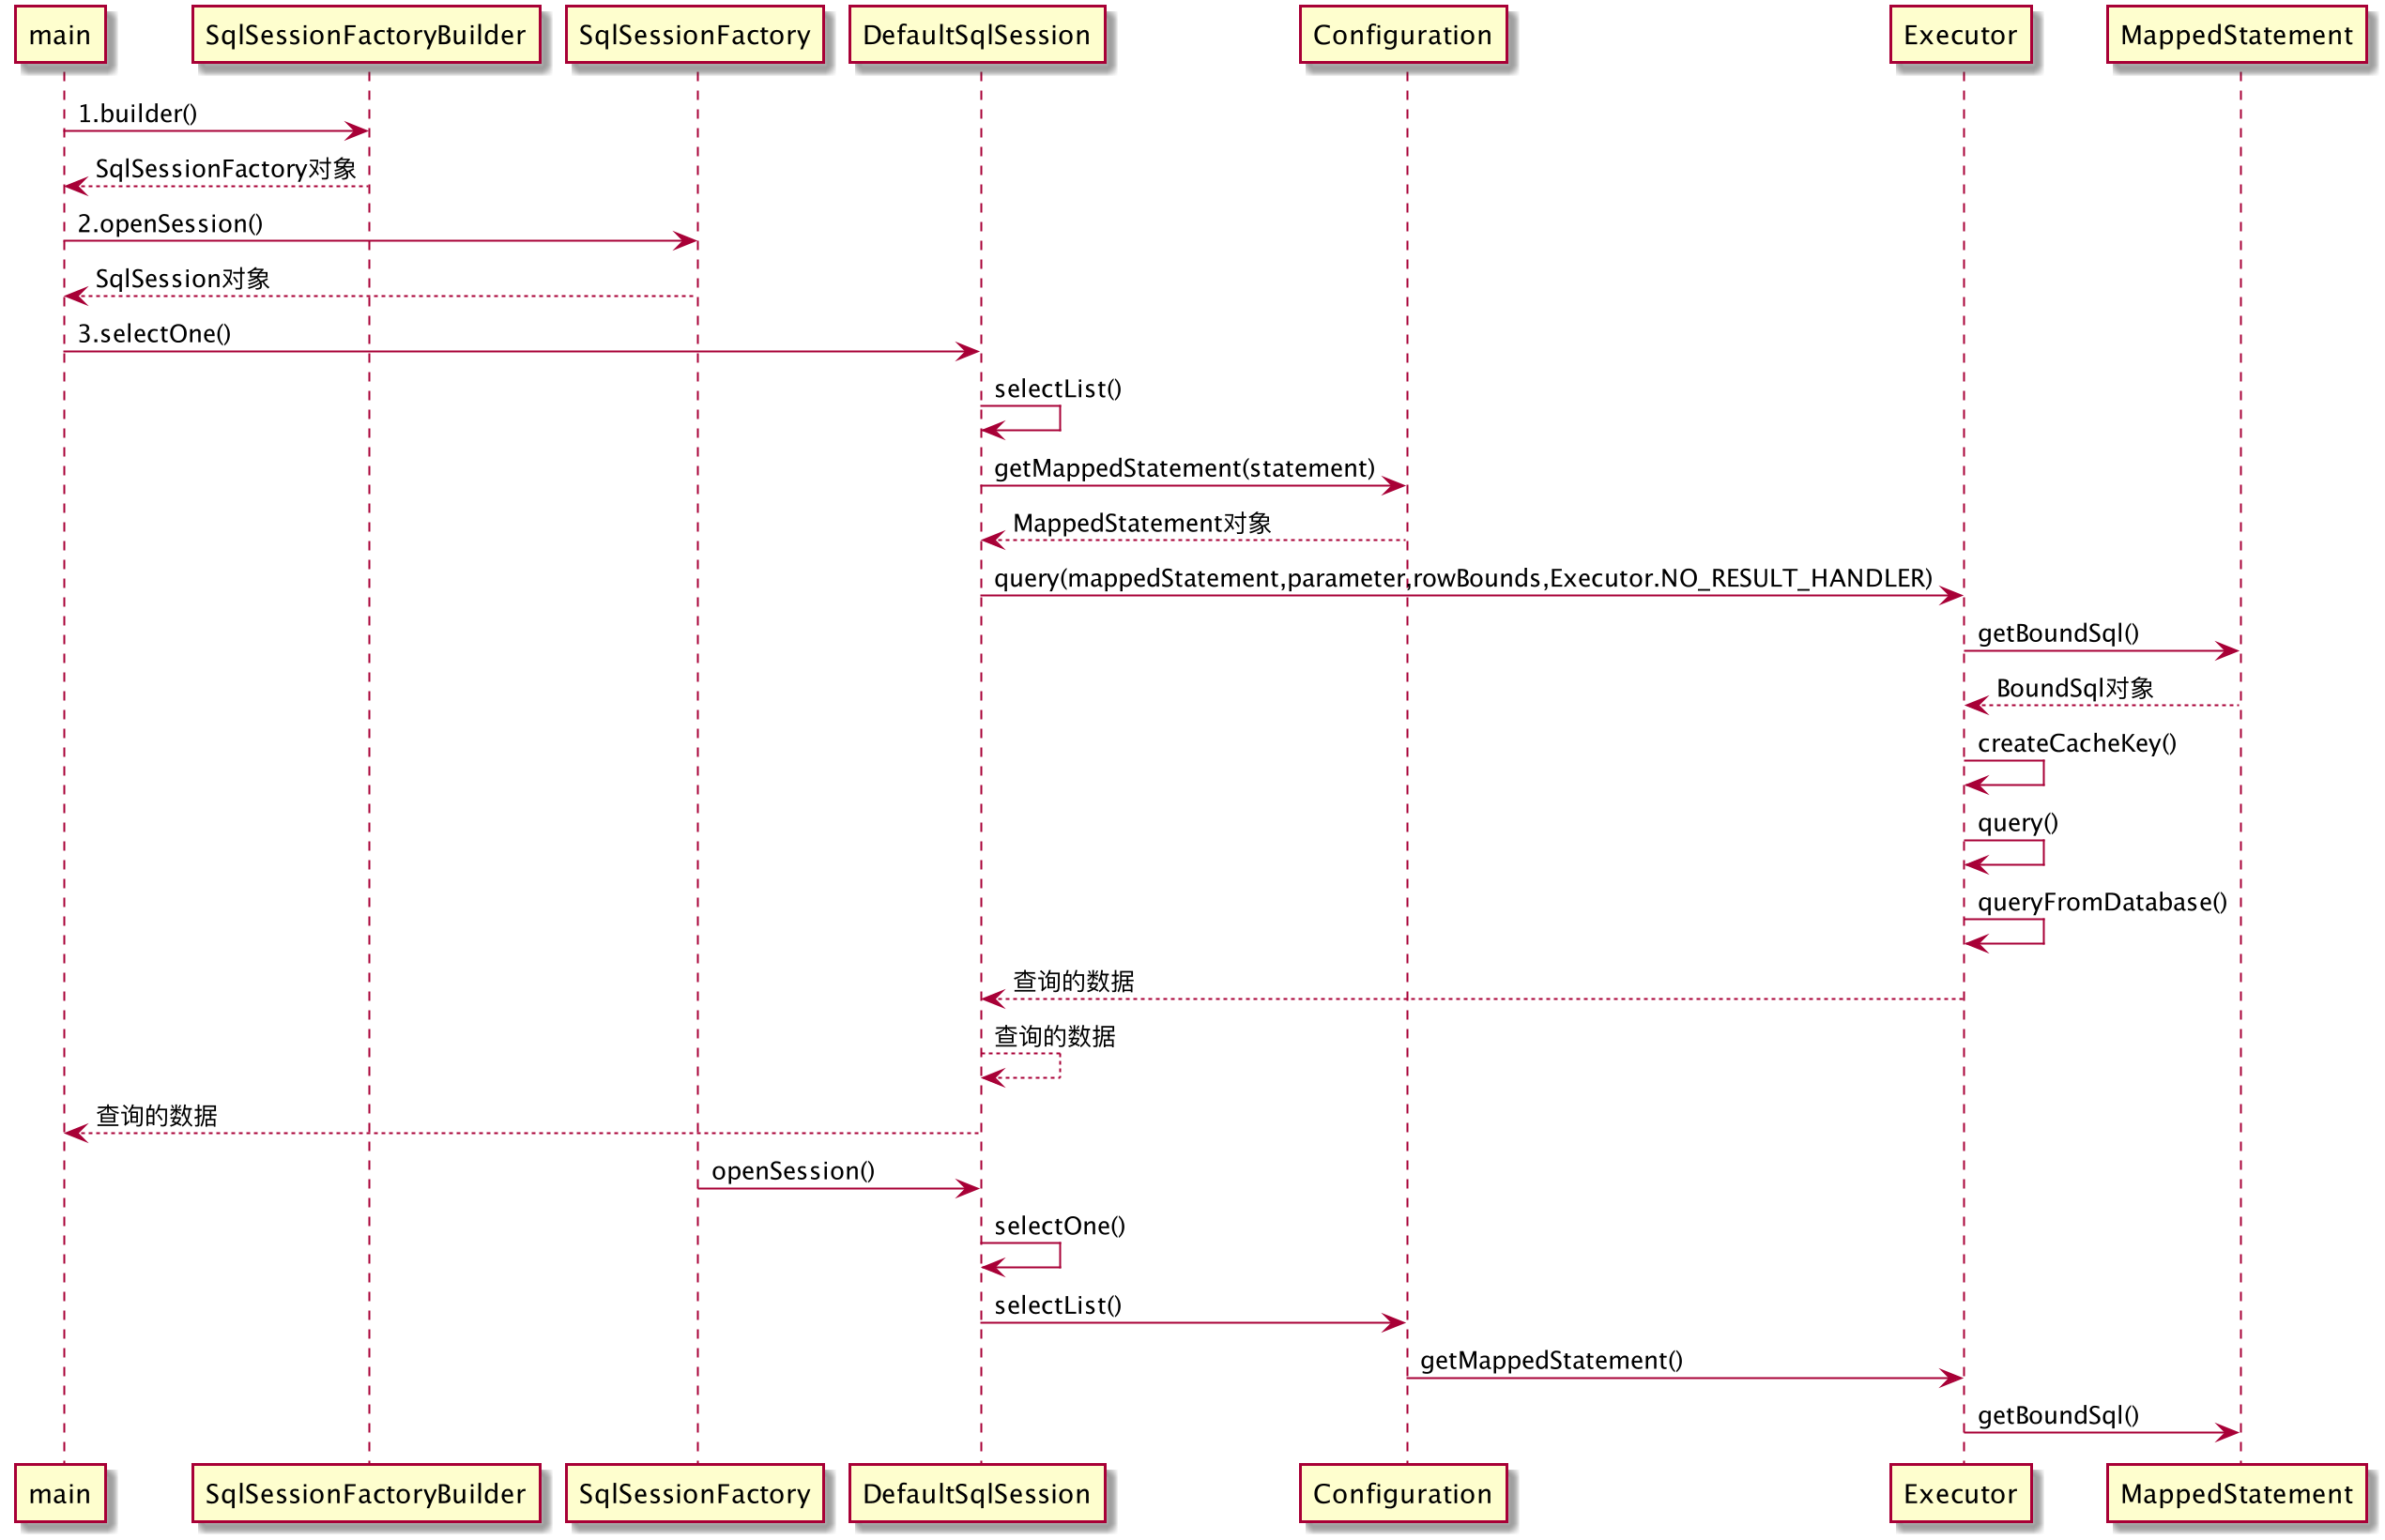 main
SqlSessionFactoryBuilder
SqlSessionFactory
DefaultSqlSession
Configuration
Executor
MappedStatement
1.builder()
SqlSessionFactory对象
2.openSession()
SqlSession对象
3.selectOne()
selectList()
getMappedStatement(statement)
MappedStatement对象
query(mappedStatement,parameter,rowBounds,Executor.NO_RESULT_HANDLER)
getBoundSql()
BoundSql对象
createCacheKey()
query()
queryFromDatabase()
查询的数据
查询的数据
查询的数据
openSession()
selectOne()
selectList()
getMappedStatement()
getBoundSql()
main
SqlSessionFactoryBuilder
SqlSessionFactory
DefaultSqlSession
Configuration
Executor
MappedStatement